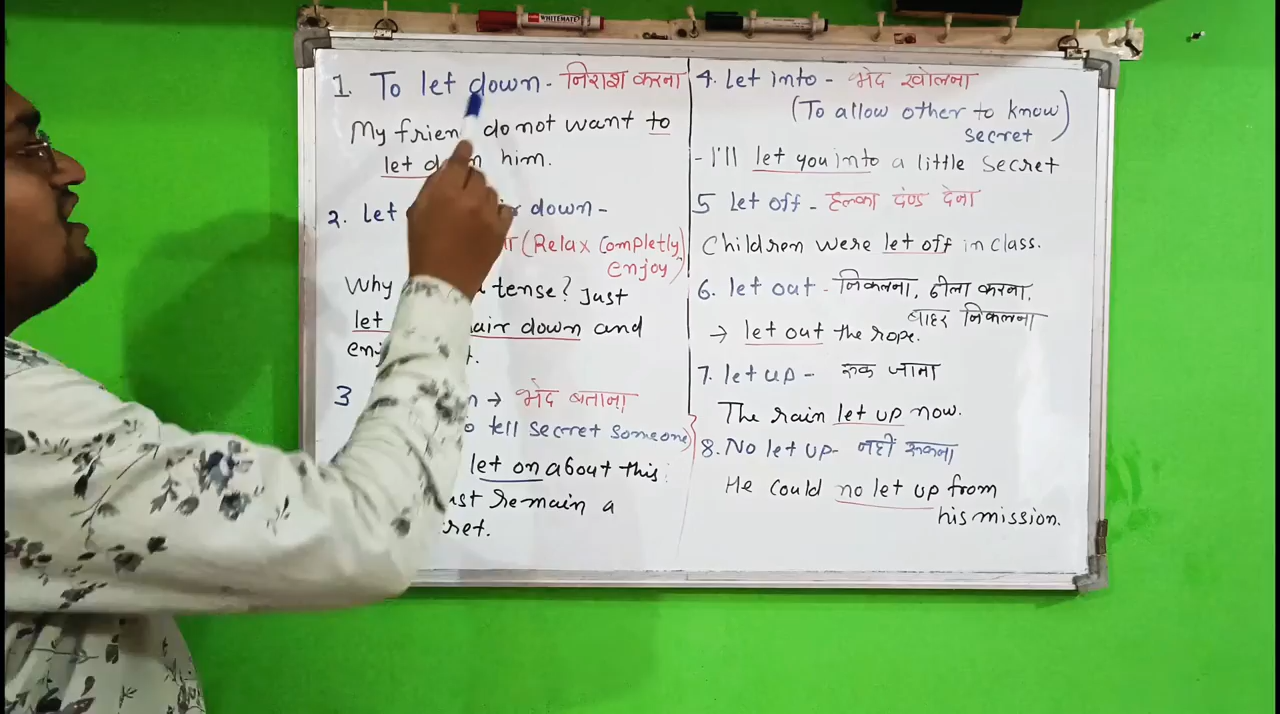 WHITEMATE
1. To let down - निराश करना
My frien do not want to
let d n him.
2. Let down -
(Relax completly
enjoy)
Why tense? Just
let air down and
enj t.
3 n → भेद बताना
o tell secret someone)
let on about this:
ust remain a
ret.
4. Let into - भेद खोलना
(To allow other to know
secret)
- I'll let you into a little secret
5 Let off - हल्का दंण्ड देना
Children were let off in class.
6. let out - निकलना, ढीला करना,
बाहर निकलना
→ let out the rope.
7. let up - रुक जाना
The rain let up now.
8. No let up - नहीं रूकना
He could no let up from
his mission.